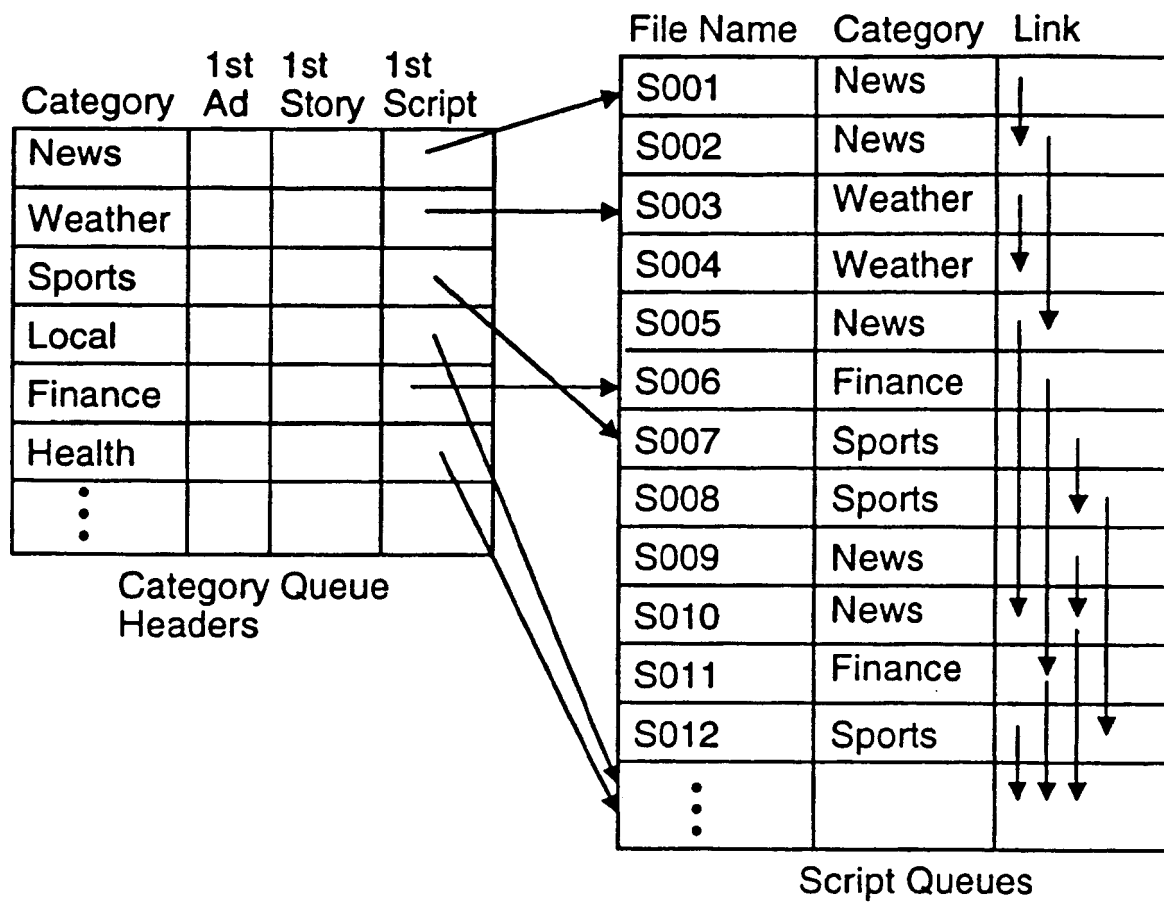 1st 1st 1st
Category Ad Story Script
News
Weather
Sports
Local
Finance
Health
Category Queue
Headers
File Name Category Link
S001 News
S002 News
S003 Weather
S004 Weather
S005 News
S006 Finance
S007 Sports
S008 Sports
S009 News
S010 News
S011 Finance
S012 Sports
Script Queues